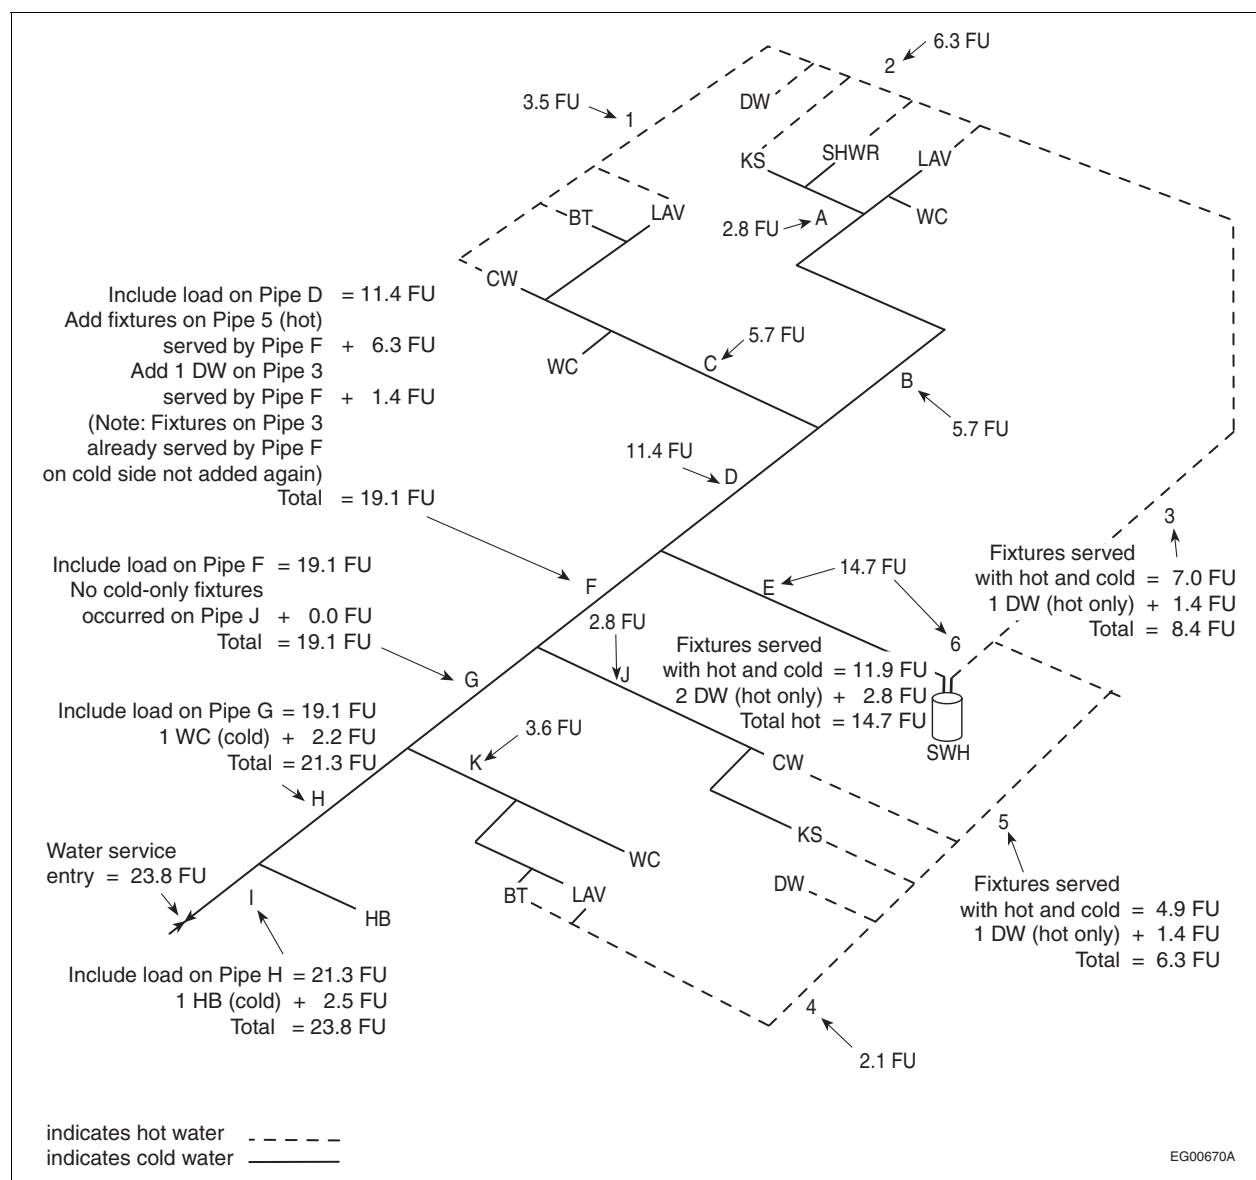 6.3 FU
2
3.5 FU
1
DW
KS
SHWR
LAV
BT
LAV
2.8 FU
A
WC
CW
Include load on Pipe D = 11.4 FU
Add fixtures on Pipe 5 (hot)
served by Pipe F + 6.3 FU
Add 1 DW on Pipe 3
served by Pipe F + 1.4 FU
(Note: Fixtures on Pipe 3
already served by Pipe F
on cold side not added again)
Total = 19.1 FU
WC
C
5.7 FU
B
5.7 FU
11.4 FU
D
3
Fixtures served
with hot and cold = 7.0 FU
1 DW (hot only) + 1.4 FU
Total = 8.4 FU
Include load on Pipe F = 19.1 FU
No cold-only fixtures
occurred on Pipe J + 0.0 FU
Total = 19.1 FU
F
14.7 FU
E
6
2.8 FU
J
Fixtures served
with hot and cold = 11.9 FU
2 DW (hot only) + 2.8 FU
Total hot = 14.7 FU
SWH
G
Include load on Pipe G = 19.1 FU
1 WC (cold) + 2.2 FU
Total = 21.3 FU
H
3.6 FU
K
CW
KS
5
WC
DW
BT
LAV
Fixtures served
with hot and cold = 4.9 FU
1 DW (hot only) + 1.4 FU
Total = 6.3 FU
Water service
entry = 23.8 FU
I
HB
Include load on Pipe H = 21.3 FU
1 HB (cold) + 2.5 FU
Total = 23.8 FU
4
2.1 FU
indicates hot water
indicates cold water
EG00670A